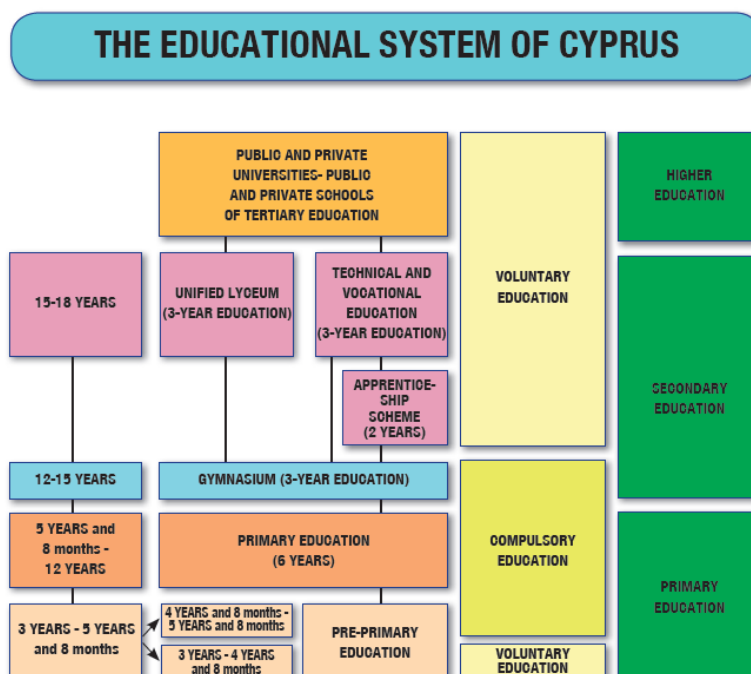 THE EDUCATIONAL SYSTEM OF CYPRUS
PUBLIC AND PRIVATE
UNIVERSITIES- PUBLIC
AND PRIVATE SCHOOLS
OF TERTIARY EDUCATION
HIGHER
EDUCATION
15-18 YEARS
UNIFIED LYCEUM
(3-YEAR EDUCATION)
TECHNICAL AND
VOCATIONAL
EDUCATION
(3-YEAR EDUCATION)
VOLUNTARY
EDUCATION
APPRENTICE-
SHIP
SCHEME
(2 YEARS)
SECONDARY
EDUCATION
12-15 YEARS
GYMNASIUM (3-YEAR EDUCATION)
5 YEARS and
8 months -
12 YEARS
PRIMARY EDUCATION
(6 YEARS)
COMPULSORY
EDUCATION
PRIMARY
EDUCATION
3 YEARS - 5 YEARS
and 8 months
4 YEARS and 8 months -
5 YEARS and 8 months
3 YEARS - 4 YEARS
and 8 months
PRE-PRIMARY
EDUCATION
VOLUNTARY
EDUCATION